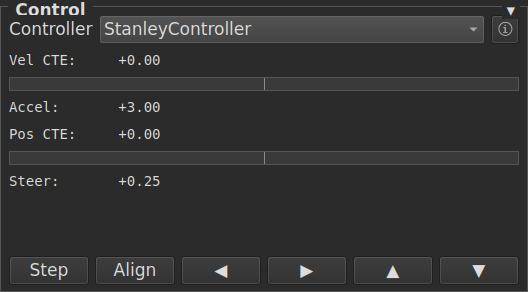 Control
Controller StanleyController
Vel CTE: +0.00
Accel: +3.00
Pos CTE: +0.00
Steer: +0.25
Step Align